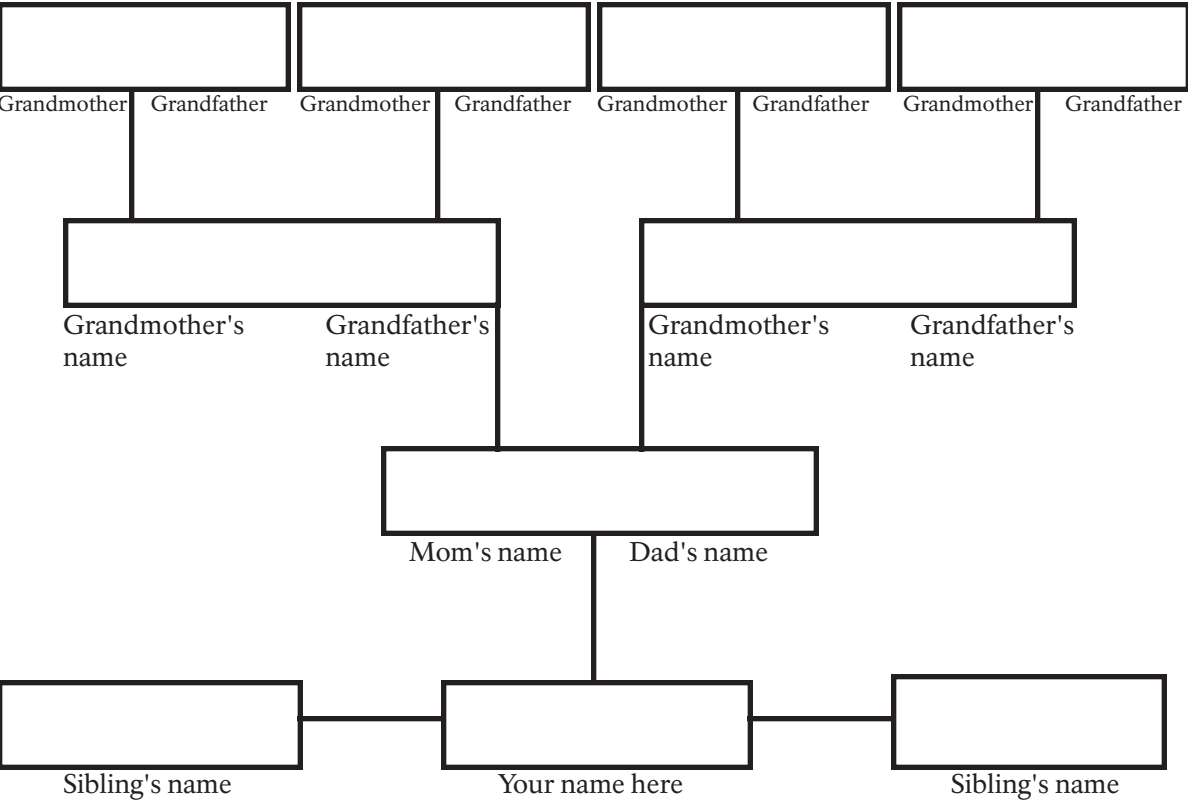 Grandmother Grandfather Grandmother Grandfather Grandmother Grandfather Grandmother Grandfather
Grandmother's name
Grandfather's name
Grandmother's name
Grandfather's name
Mom's name Dad's name
Sibling's name Your name here Sibling's name